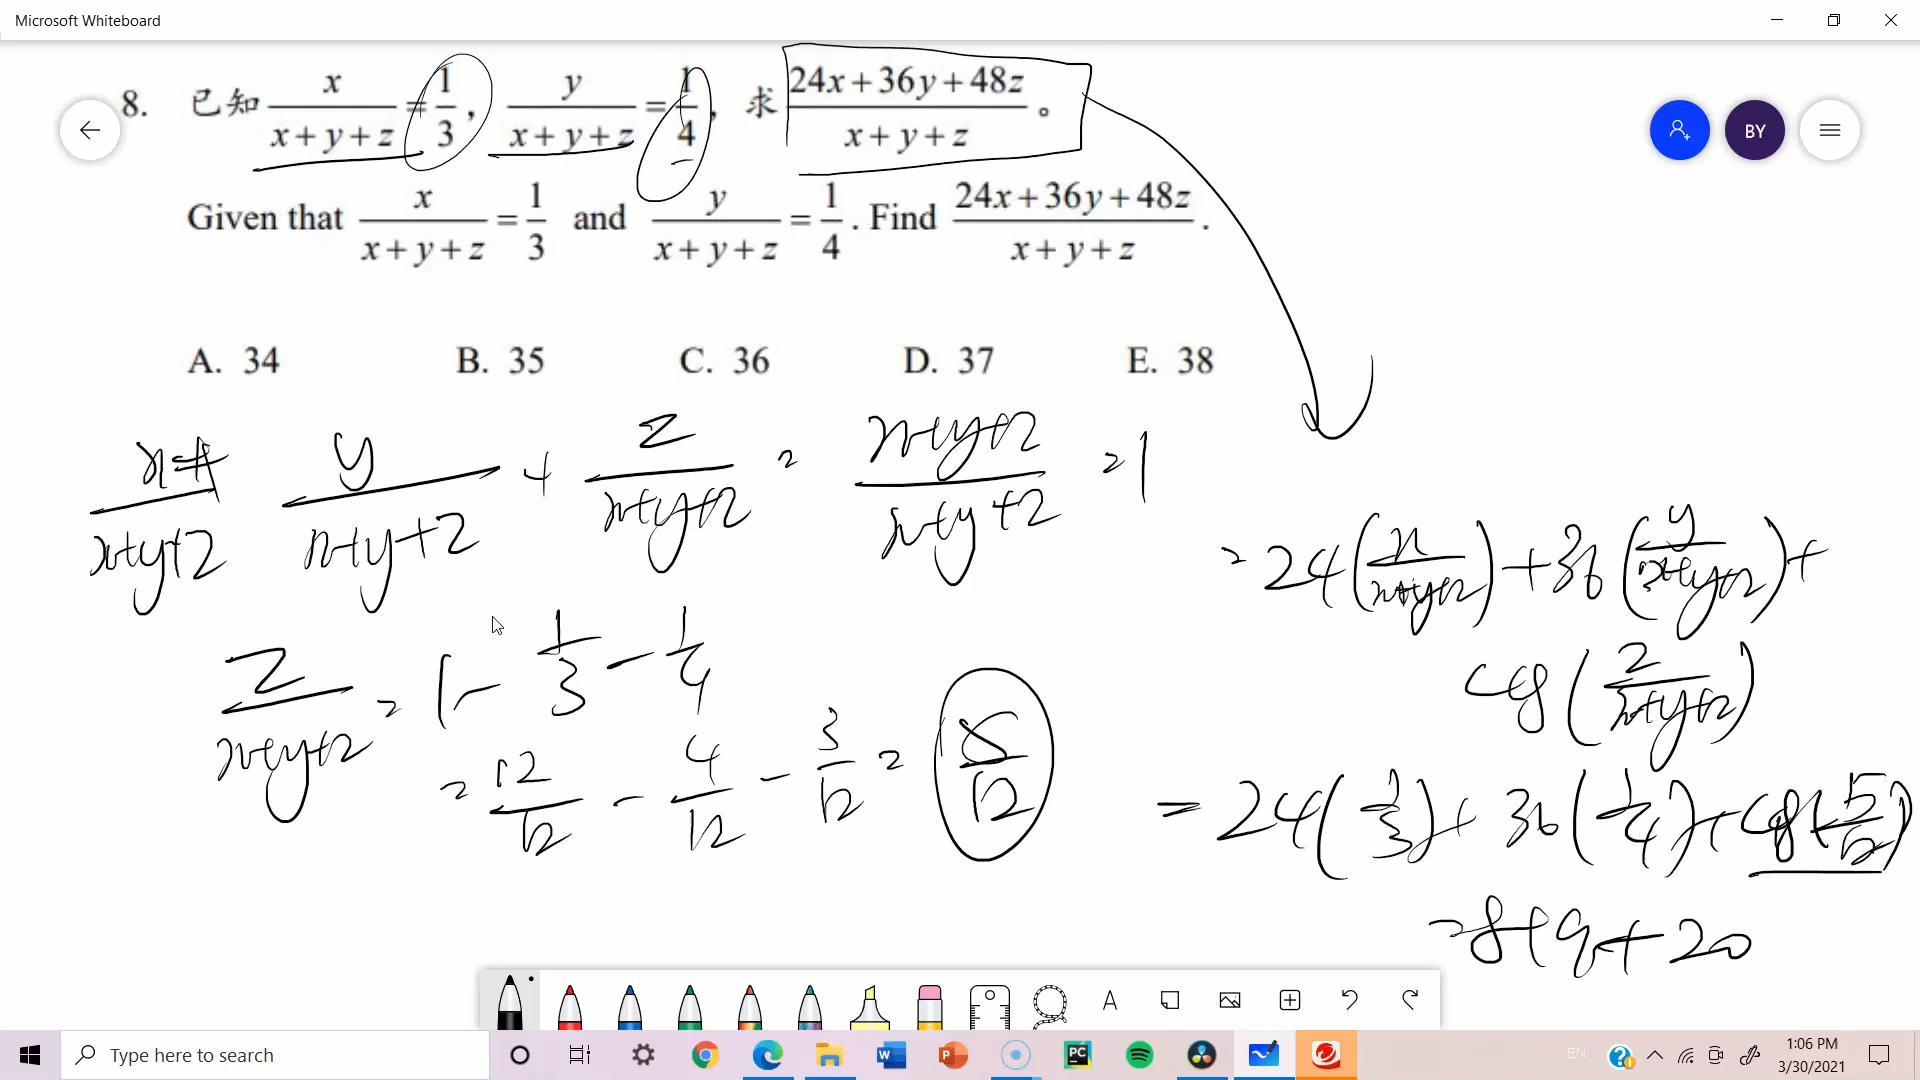 Microsoft Whiteboard
8. 已知 x/(x+y+z) = 1/3, y/(x+y+z) = 1/4, 求 (24x+36y+48z)/(x+y+z) 。
BY
Given that x/(x+y+z) = 1/3 and y/(x+y+z) = 1/4 . Find (24x+36y+48z)/(x+y+z) .
A. 34 B. 35 C. 36 D. 37 E. 38
x/(x+y+z) + y/(x+y+z) + z/(x+y+z) = (x+y+z)/(x+y+z) = 1
= 24(x/(x+y+z)) + 36(y/(x+y+z)) +
48(z/(x+y+z))
z/(x+y+z) = 1 - 1/3 - 1/4
= 12/12 - 4/12 - 3/12 = 5/12
= 24(1/3) + 36(1/4) + 48(5/12)
= 8 + 9 + 20
Type here to search
EN
1:06 PM
3/30/2021